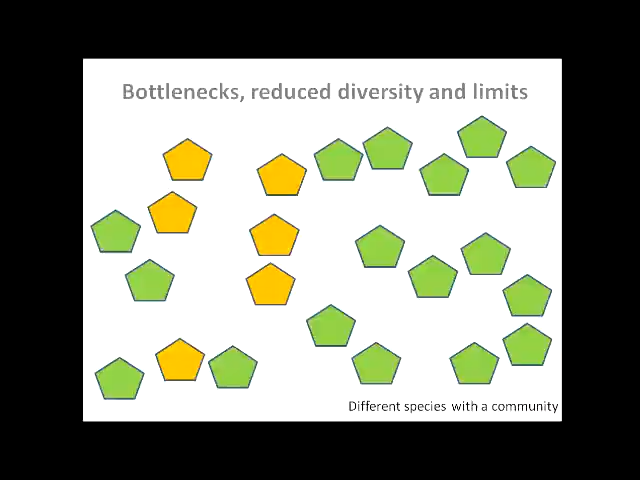 Bottlenecks, reduced diversity and limits
Different species with a community